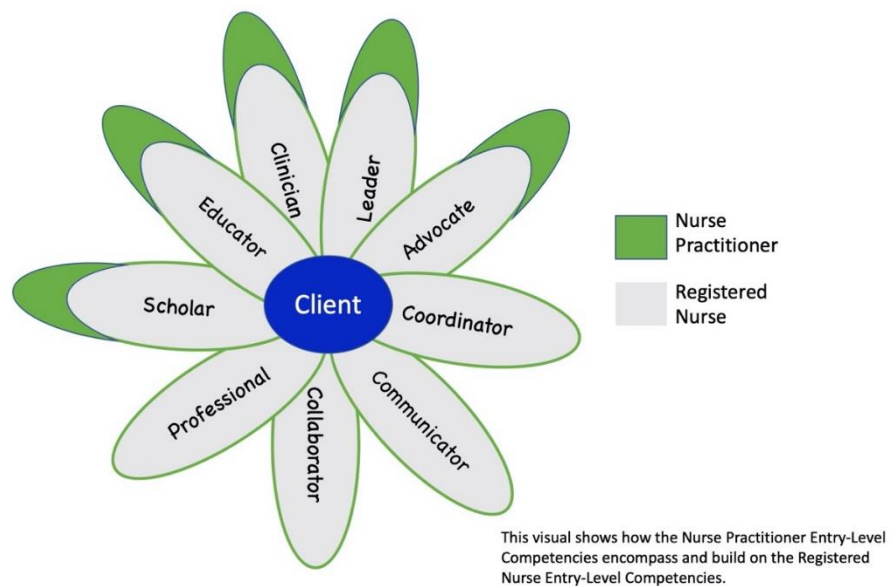 Clinician
Leader
Educator
Advocate
Scholar
Client
Coordinator
Professional
Collaborator
Communicator
Nurse
Practitioner
Registered
Nurse
This visual shows how the Nurse Practitioner Entry-Level
Competencies encompass and build on the Registered
Nurse Entry-Level Competencies.